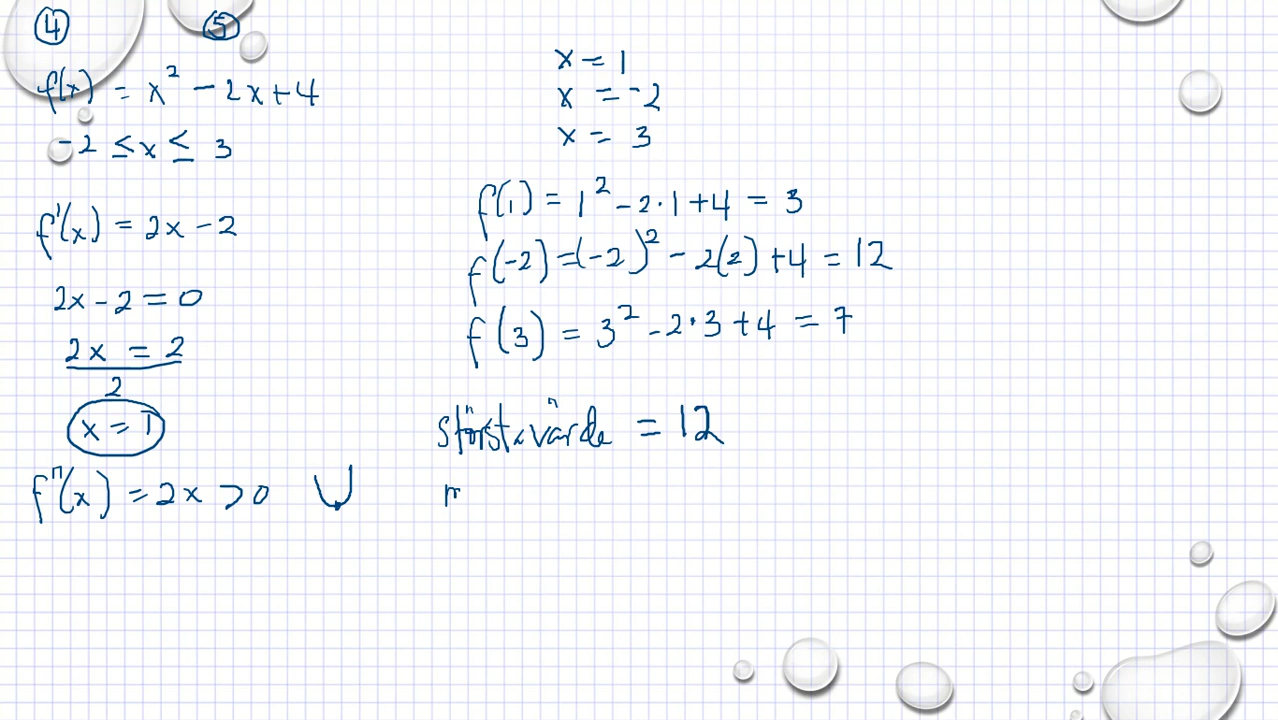 ④ ⑤
f(x) = x² - 2x + 4
-2 ≤ x ≤ 3
f'(x) = 2x - 2
2x - 2 = 0
2x = 2
2
x = 1
f"(x) = 2x > 0
x = 1
x = -2
x = 3
f(1) = 1² - 2·1 + 4 = 3
f(-2) = (-2)² - 2(2) + 4 = 12
f(3) = 3² - 2·3 + 4 = 7
största värde = 12